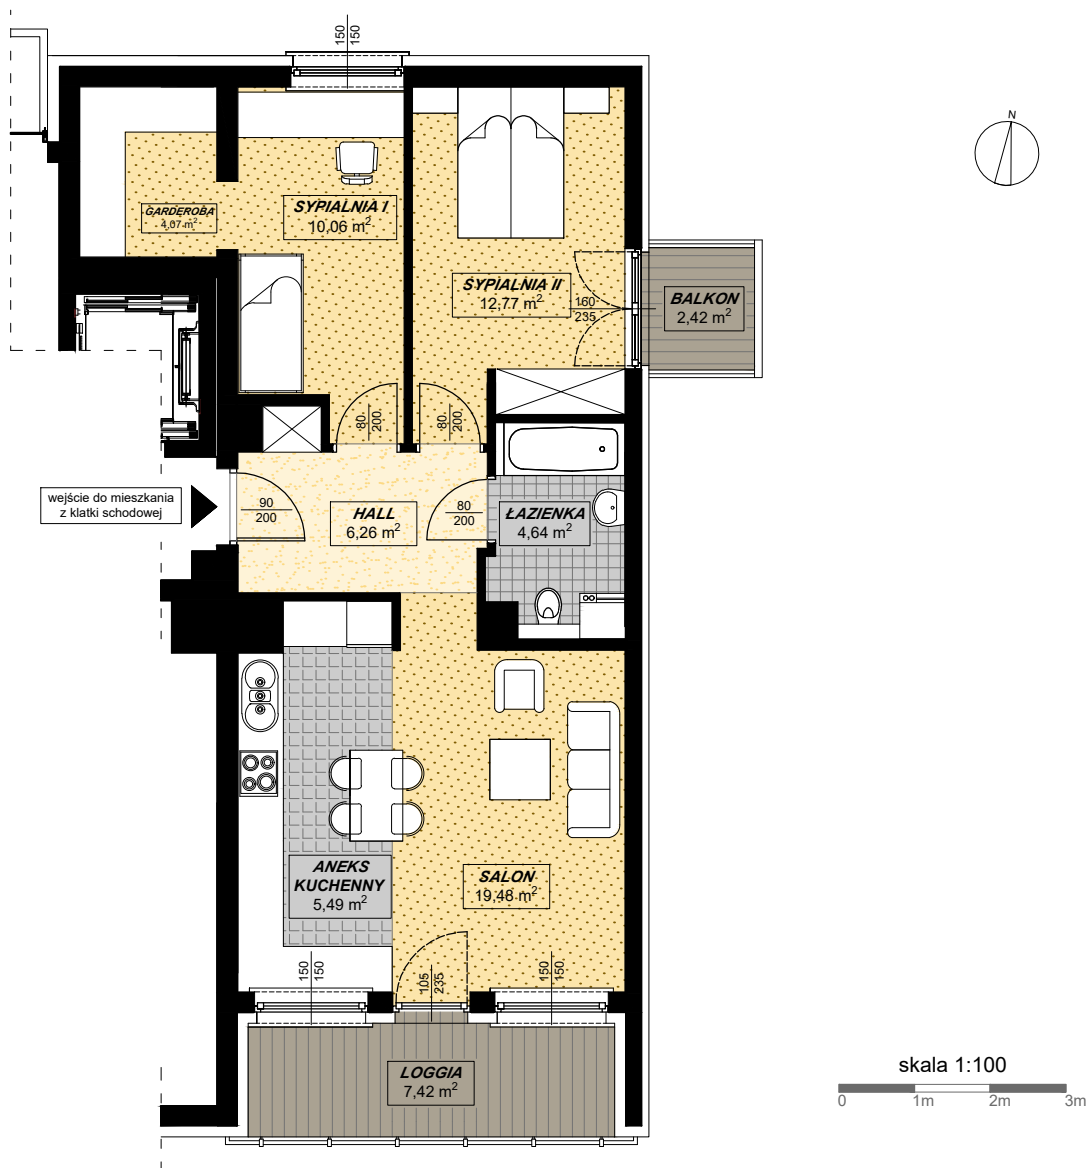 150
150
N
GARDEROBA
4,07 m²
SYPIALNIA I
10,06 m²
SYPIALNIA II
12,77 m²
160
235
BALKON
2,42 m²
80
200
80
200
wejście do mieszkania
z klatki schodowej
90
200
HALL
6,26 m²
80
200
ŁAZIENKA
4,64 m²
ANEKS
KUCHENNY
5,49 m²
SALON
19,48 m²
150
150
105
235
150
150
LOGGIA
7,42 m²
skala 1:100
0 1m 2m 3m